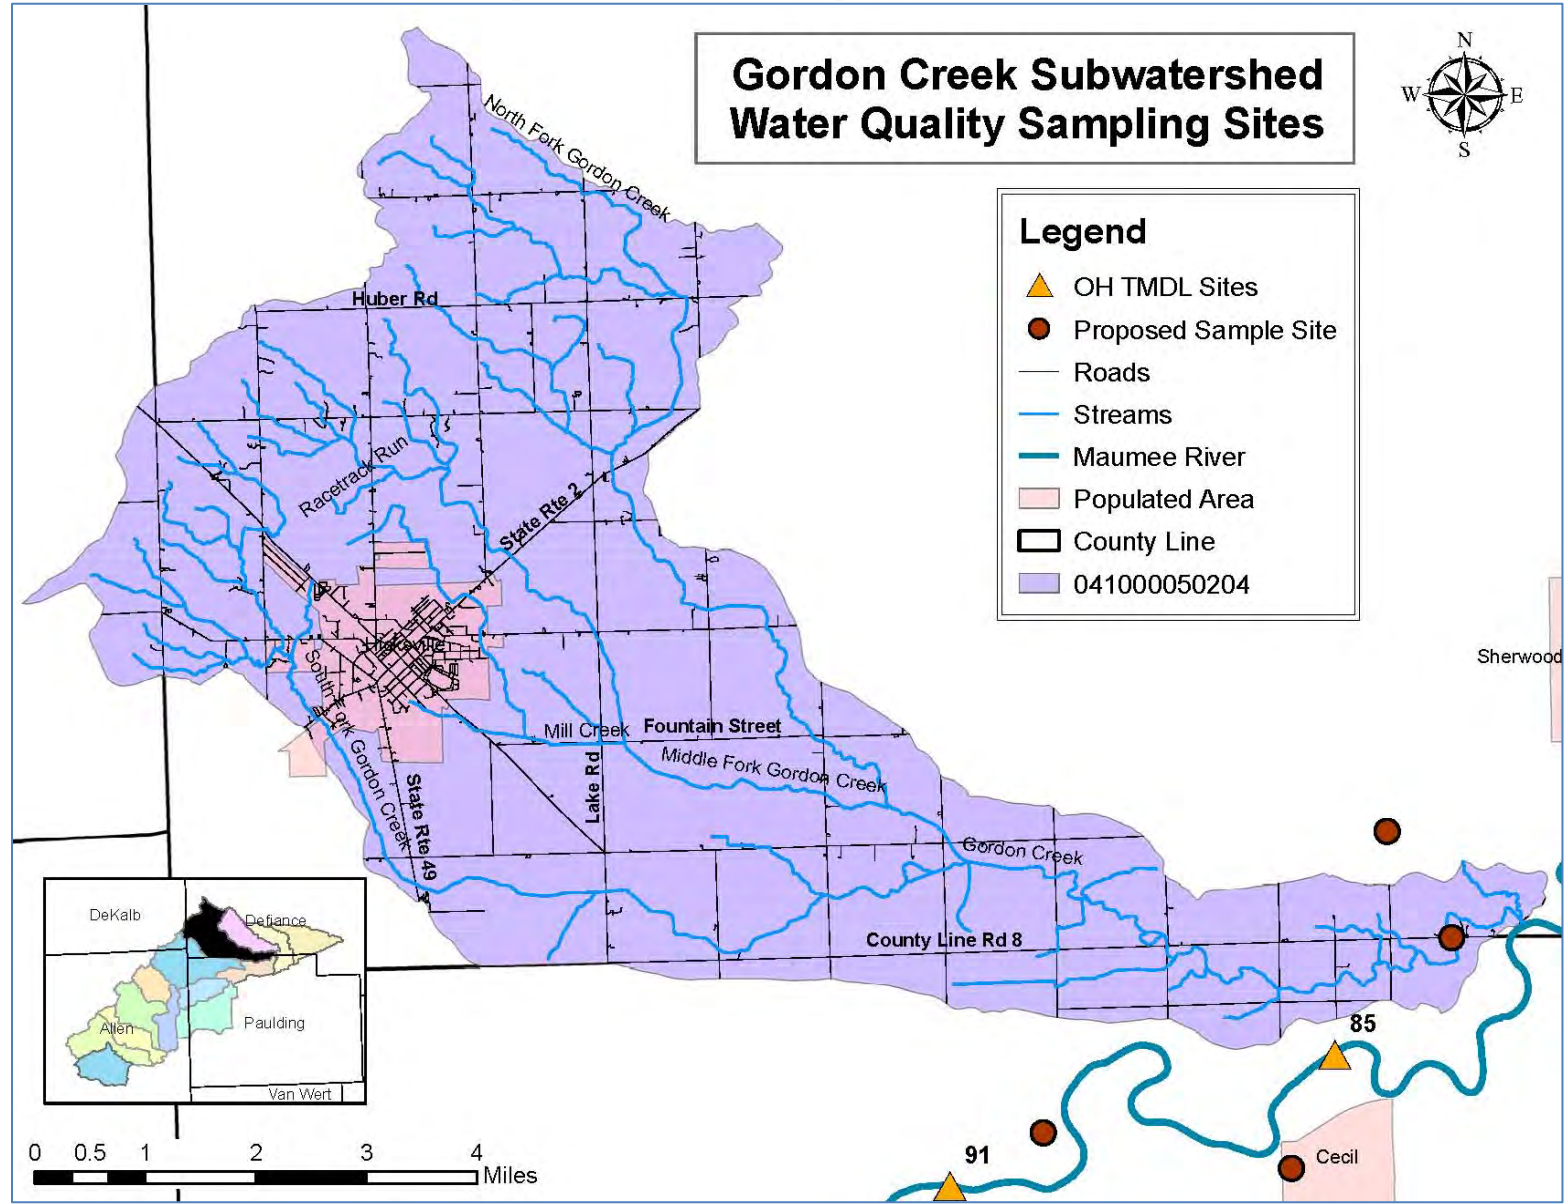 Gordon Creek Subwatershed
Water Quality Sampling Sites
N
W
E
S
Legend
OH TMDL Sites
Proposed Sample Site
Roads
Streams
Maumee River
Populated Area
County Line
041000050204
North Fork Gordon Creek
Huber Rd
Racetrack Run
State Rte 2
Hicksville
South Fork Gordon Creek
Mill Creek
Fountain Street
Middle Fork Gordon Creek
Lake Rd
State Rte 49
Gordon Creek
County Line Rd 8
Sherwood
85
91
Cecil
DeKalb
Defiance
Allen
Paulding
Van Wert
0 0.5 1 2 3 4
Miles